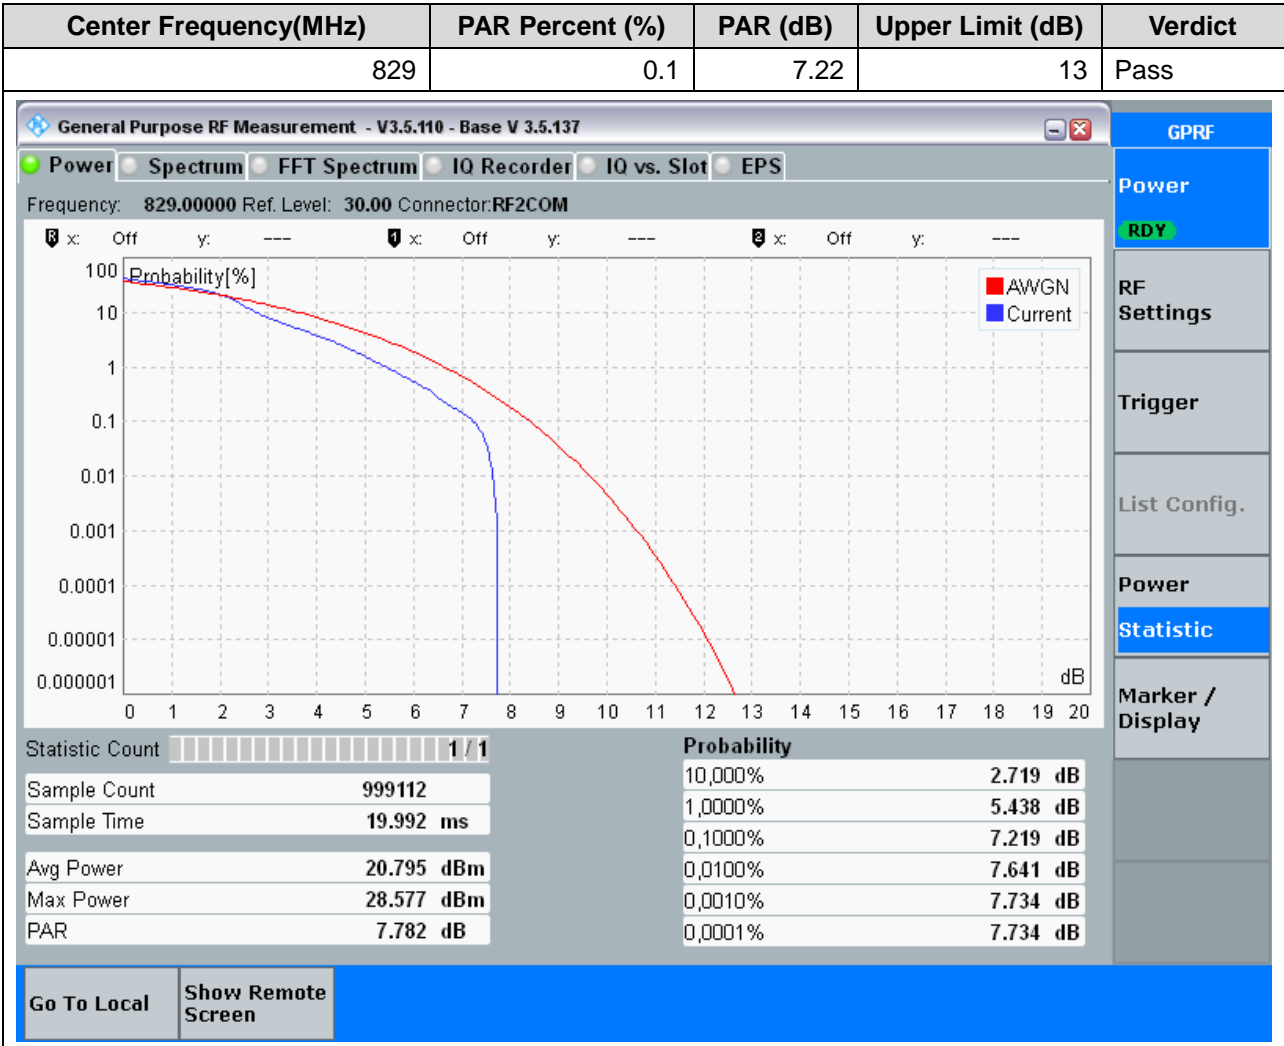 Center Frequency(MHz) PAR Percent (%) PAR (dB) Upper Limit (dB) Verdict
829 0.1 7.22 13 Pass
General Purpose RF Measurement - V3.5.110 - Base V 3.5.137
GPRF
Power Spectrum FFT Spectrum IQ Recorder IQ vs. Slot EPS
Frequency: 829.00000 Ref. Level: 30.00 Connector:RF2COM
R x: Off y: --- 1 x: Off y: --- 2 x: Off y: ---
Probability[%]
AWGN
Current
100
10
1
0.1
0.01
0.001
0.0001
0.00001
0.000001
dB
0 1 2 3 4 5 6 7 8 9 10 11 12 13 14 15 16 17 18 19 20
Statistic Count 1 / 1
Sample Count 999112
Sample Time 19.992 ms
Avg Power 20.795 dBm
Max Power 28.577 dBm
PAR 7.782 dB
Probability
10,000% 2.719 dB
1,0000% 5.438 dB
0,1000% 7.219 dB
0,0100% 7.641 dB
0,0010% 7.734 dB
0,0001% 7.734 dB
Power
RDY
RF
Settings
Trigger
List Config.
Power
Statistic
Marker /
Display
Go To Local
Show Remote
Screen